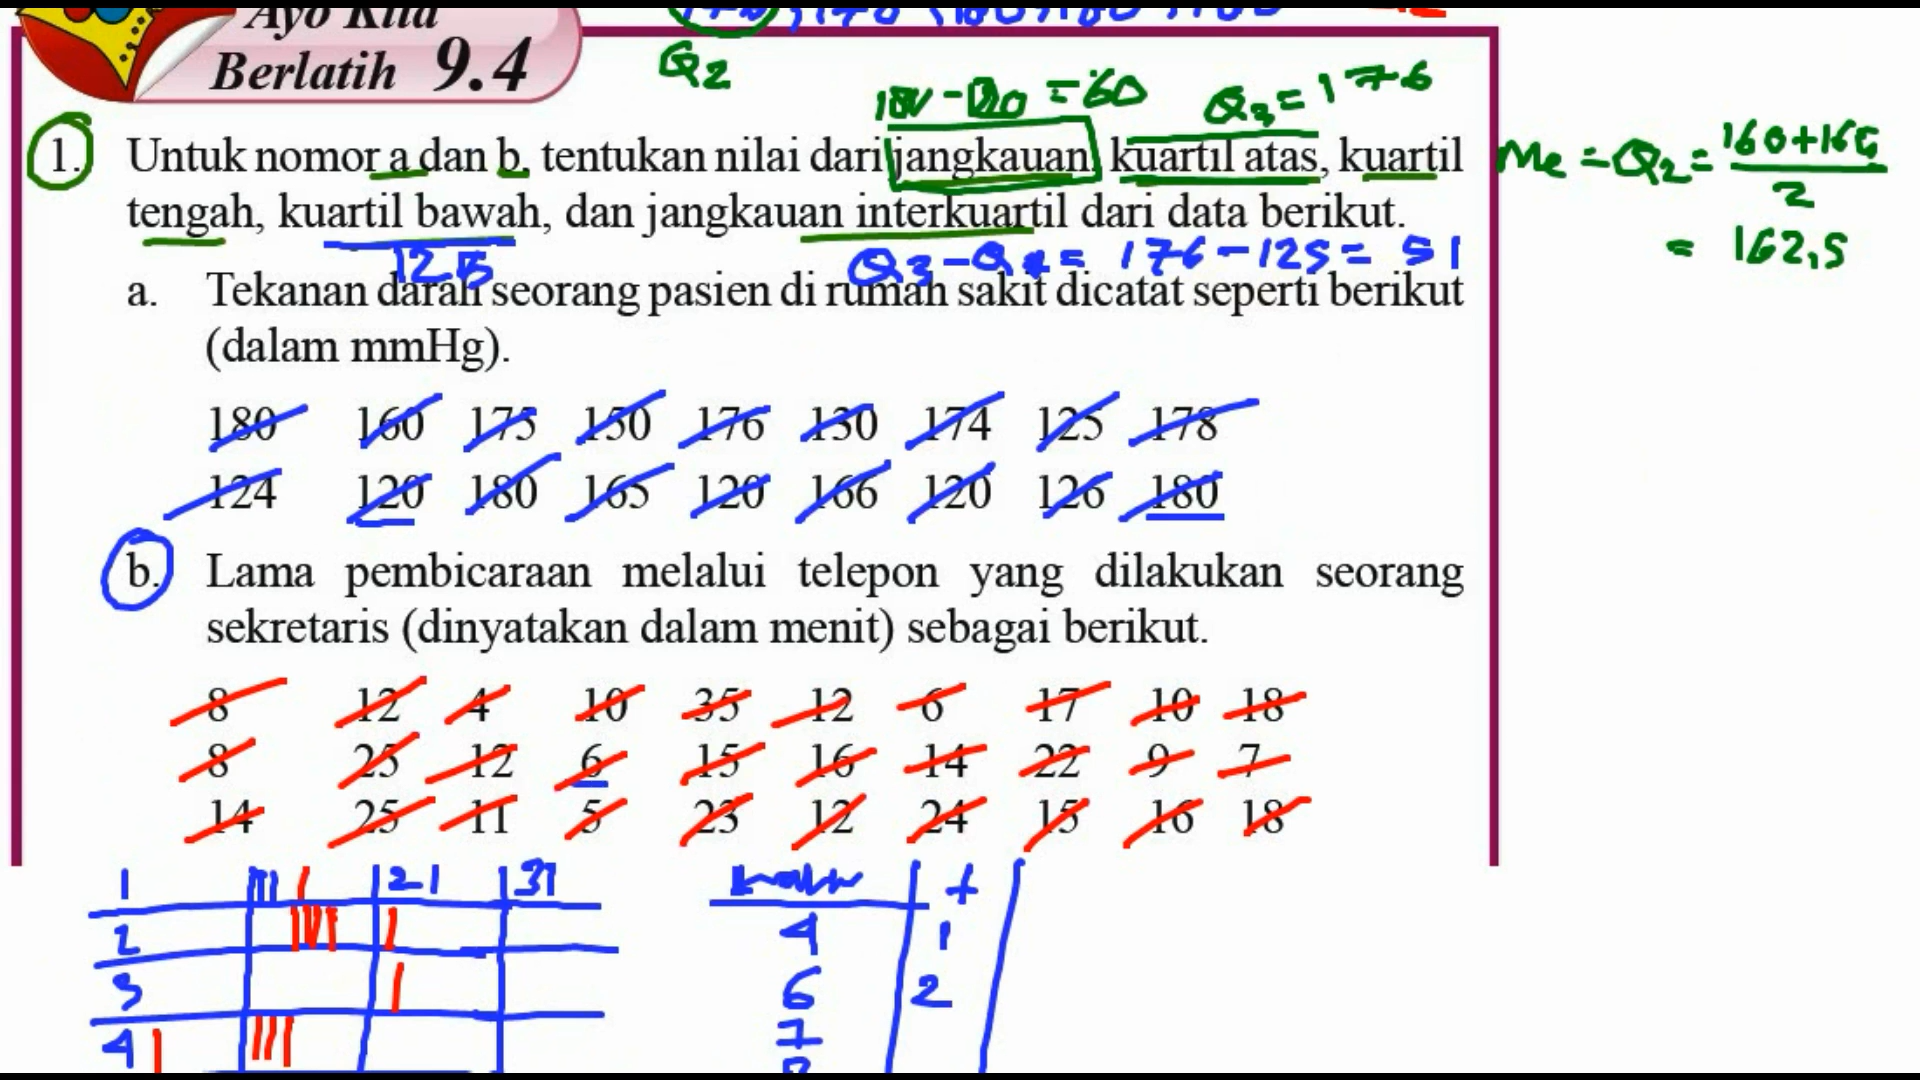 Ayo Kita
Berlatih 9.4
Q2
180 - 120 = 60
Q3 = 176
1. Untuk nomor a dan b, tentukan nilai dari jangkauan, kuartil atas, kuartil
tengah, kuartil bawah, dan jangkauan interkuartil dari data berikut.
Me = Q2 = 160+165
2
= 162,5
125
Q3 - Q1 = 176 - 125 = 51
a. Tekanan darah seorang pasien di rumah sakit dicatat seperti berikut
(dalam mmHg).
180 160 175 150 176 130 174 125 178
124 120 180 165 120 166 120 126 180
b. Lama pembicaraan melalui telepon yang dilakukan seorang
sekretaris (dinyatakan dalam menit) sebagai berikut.
8 12 4 10 35 12 6 17 10 18
8 25 12 6 15 16 14 22 9 7
14 25 11 5 23 12 24 15 16 18
1 21 31
2
3
4
f
4 1
6 2
7